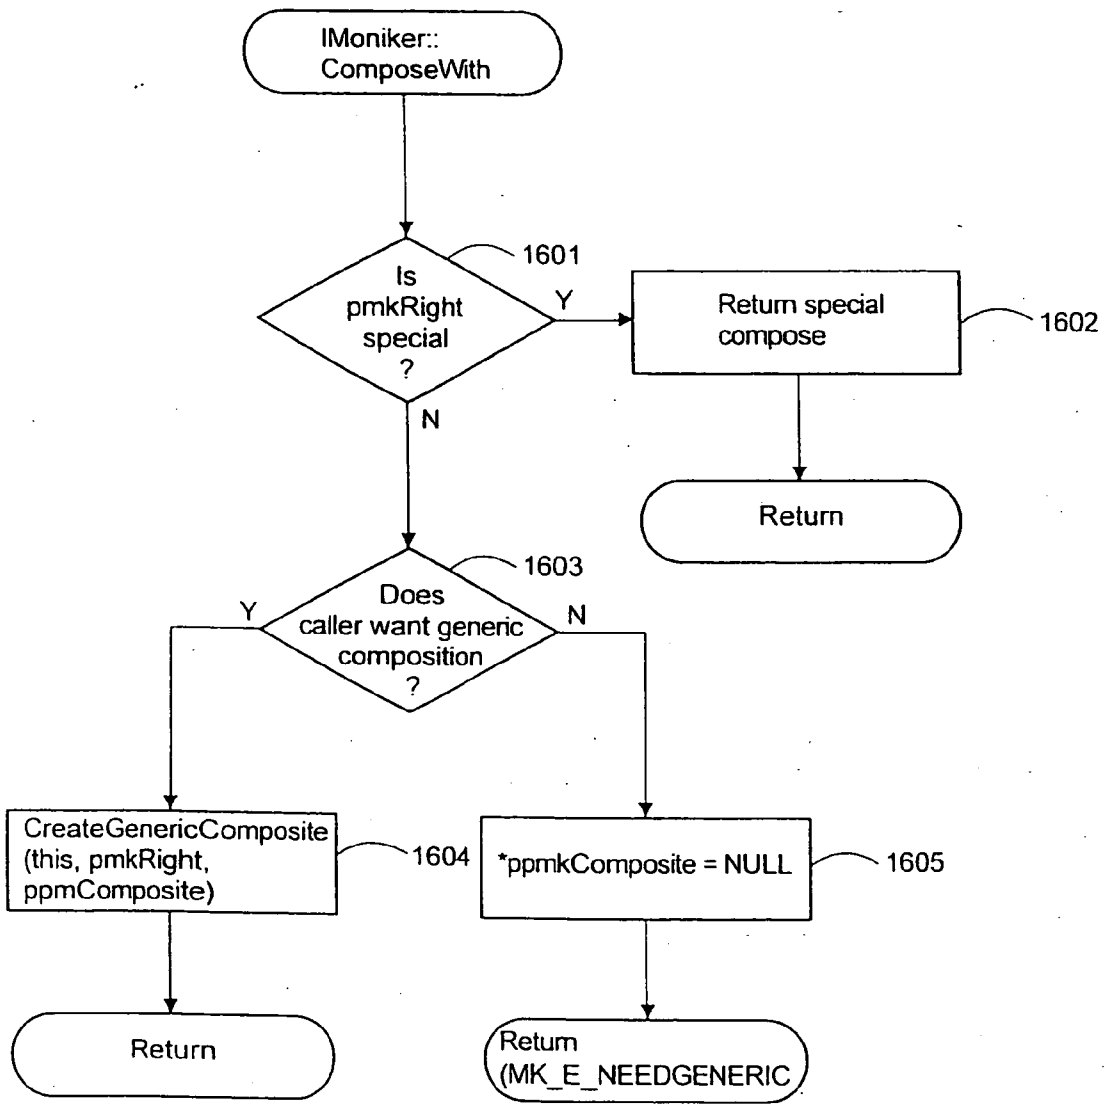 IMoniker::
ComposeWith
1601
Is
pmkRight
special
?
Y
Return special
compose
1602
N
Return
1603
Does
caller want generic
composition
?
Y
N
CreateGenericComposite
(this, pmkRight,
ppmComposite)
1604
*ppmkComposite = NULL
1605
Return
Return
(MK_E_NEEDGENERIC